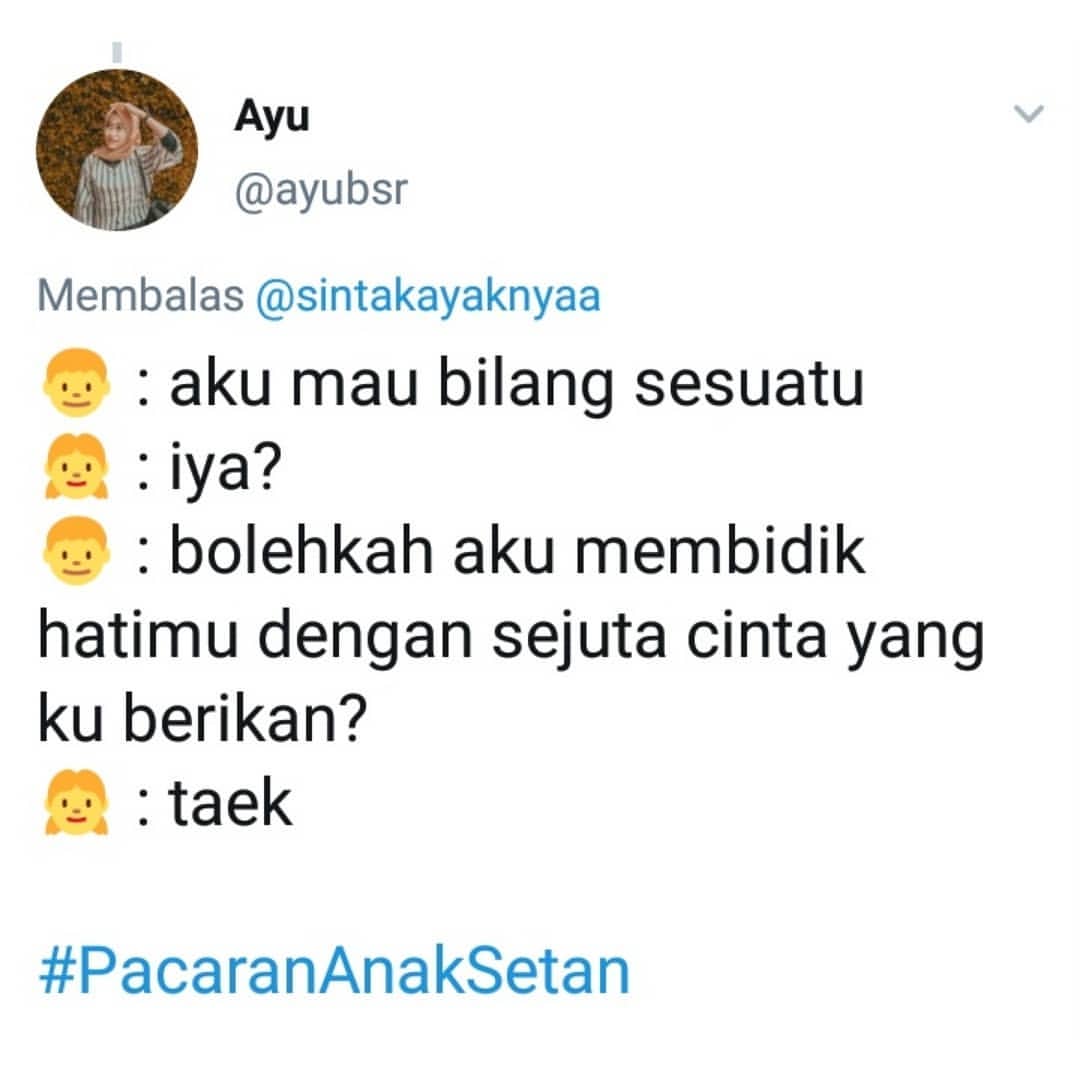 Ayu
@ayubsr
Membalas @sintakayaknyaa
👦 : aku mau bilang sesuatu
👧 : iya?
👦 : bolehkah aku membidik
hatimu dengan sejuta cinta yang
ku berikan?
👧 : taek
#PacaranAnakSetan